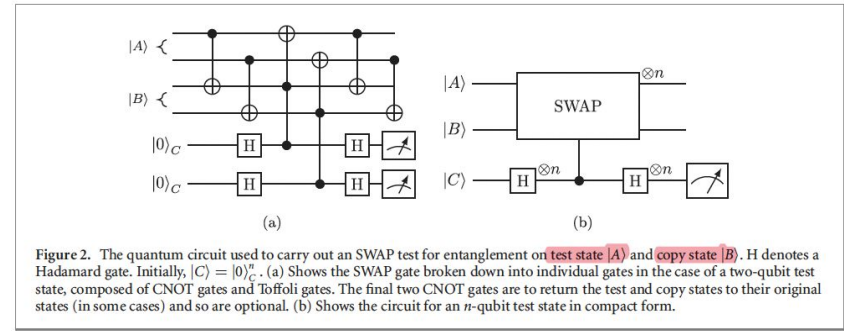 |A⟩
|B⟩
|0⟩C H H
|0⟩C H H
(a)
|A⟩ ⊗n
SWAP
|B⟩
|C⟩ H ⊗n H ⊗n
(b)
Figure 2. The quantum circuit used to carry out an SWAP test for entanglement on test state |A⟩ and copy state |B⟩. H denotes a
Hadamard gate. Initially, |C⟩ = |0⟩ⁿC. (a) Shows the SWAP gate broken down into individual gates in the case of a two-qubit test
state, composed of CNOT gates and Toffoli gates. The final two CNOT gates are to return the test and copy states to their original
states (in some cases) and so are optional. (b) Shows the circuit for an n-qubit test state in compact form.